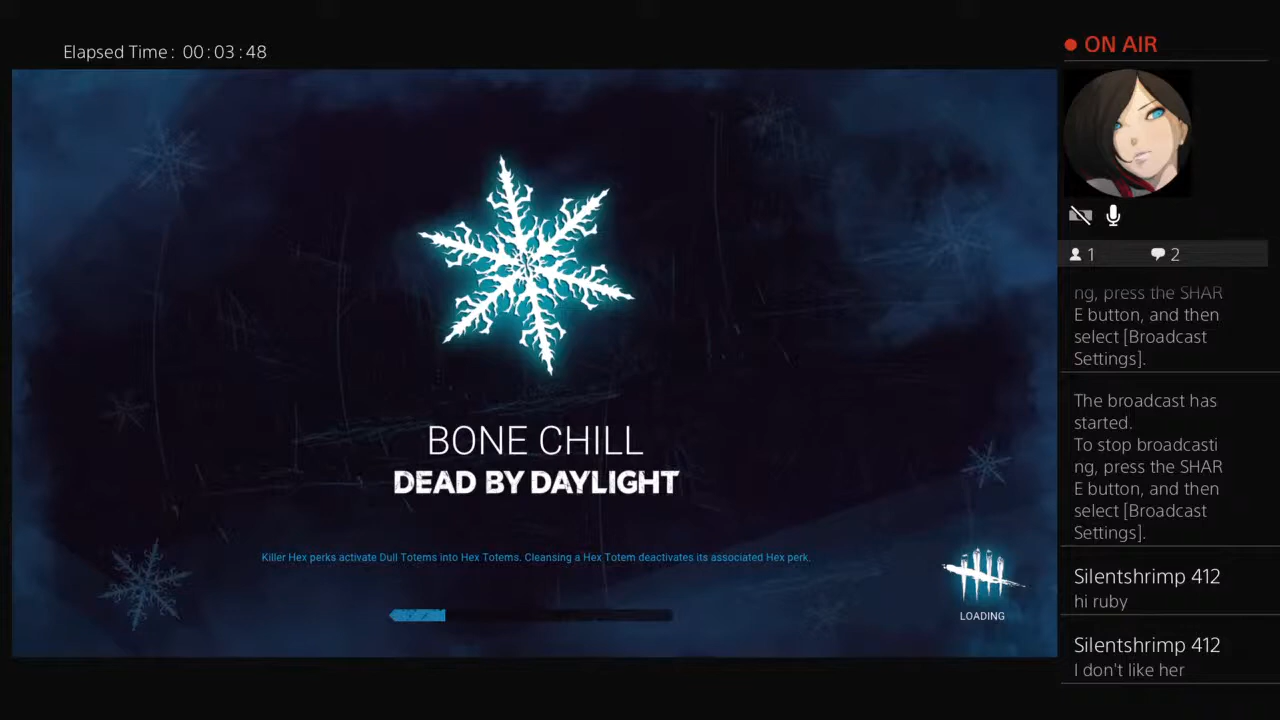 Elapsed Time: 00:03:48
ON AIR
1
2
ng, press the SHAR
E button, and then
select [Broadcast
Settings].
The broadcast has
started.
To stop broadcasti
ng, press the SHAR
E button, and then
select [Broadcast
Settings].
Silentshrimp 412
hi ruby
Silentshrimp 412
I don't like her
BONE CHILL
DEAD BY DAYLIGHT
Killer Hex perks activate Dull Totems into Hex Totems. Cleansing a Hex Totem deactivates its associated Hex perk.
LOADING